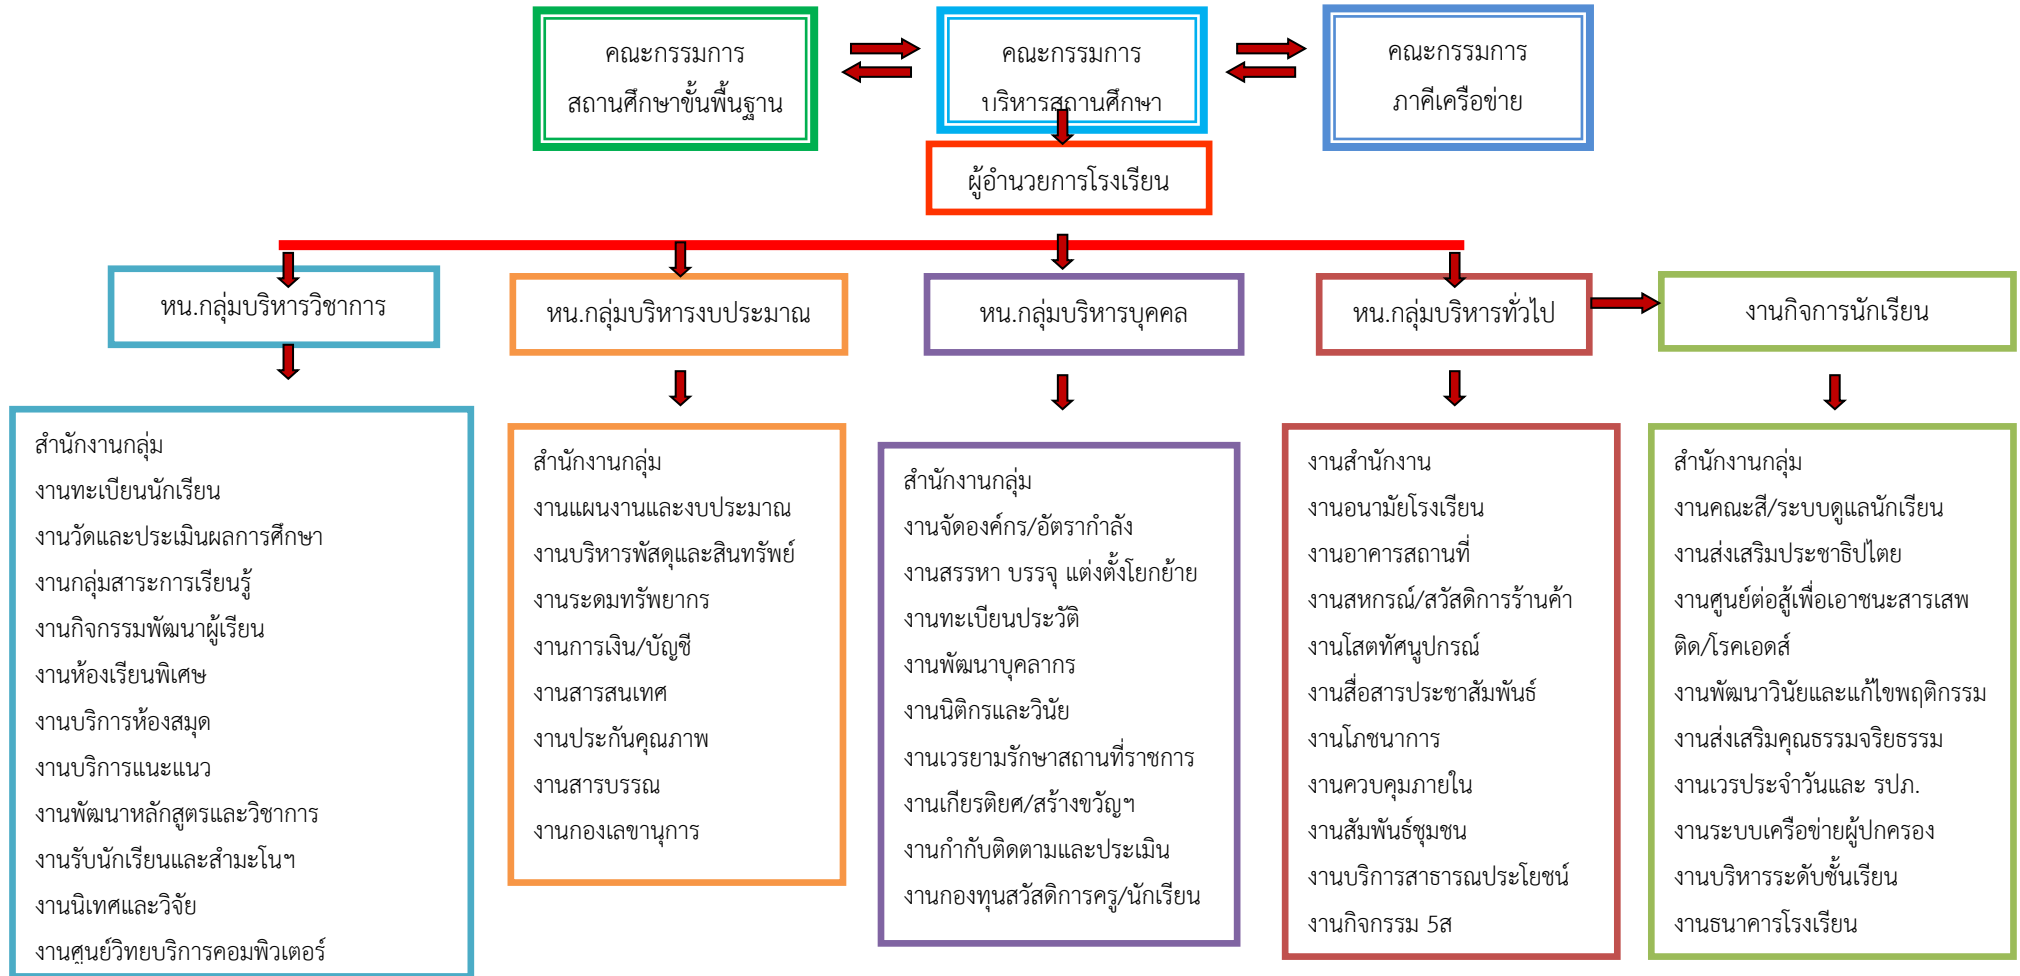 คณะกรรมการ
สถานศึกษาขั้นพื้นฐาน
คณะกรรมการ
บริหารสถานศึกษา
คณะกรรมการ
ภาคีเครือข่าย
ผู้อำนวยการโรงเรียน
หน.กลุ่มบริหารวิชาการ
หน.กลุ่มบริหารงบประมาณ
หน.กลุ่มบริหารบุคคล
หน.กลุ่มบริหารทั่วไป
งานกิจการนักเรียน
สำนักงานกลุ่ม
งานทะเบียนนักเรียน
งานวัดและประเมินผลการศึกษา
งานกลุ่มสาระการเรียนรู้
งานกิจกรรมพัฒนาผู้เรียน
งานห้องเรียนพิเศษ
งานบริการห้องสมุด
งานบริการแนะแนว
งานพัฒนาหลักสูตรและวิชาการ
งานรับนักเรียนและสำมะโนฯ
งานนิเทศและวิจัย
งานศูนย์วิทยบริการคอมพิวเตอร์
สำนักงานกลุ่ม
งานแผนงานและงบประมาณ
งานบริหารพัสดุและสินทรัพย์
งานระดมทรัพยากร
งานการเงิน/บัญชี
งานสารสนเทศ
งานประกันคุณภาพ
งานสารบรรณ
งานกองเลขานุการ
สำนักงานกลุ่ม
งานจัดองค์กร/อัตรากำลัง
งานสรรหา บรรจุ แต่งตั้งโยกย้าย
งานทะเบียนประวัติ
งานพัฒนาบุคลากร
งานนิติกรและวินัย
งานเวรยามรักษาสถานที่ราชการ
งานเกียรติยศ/สร้างขวัญฯ
งานกำกับติดตามและประเมิน
งานกองทุนสวัสดิการครู/นักเรียน
งานสำนักงาน
งานอนามัยโรงเรียน
งานอาคารสถานที่
งานสหกรณ์/สวัสดิการร้านค้า
งานโสตทัศนูปกรณ์
งานสื่อสารประชาสัมพันธ์
งานโภชนาการ
งานควบคุมภายใน
งานสัมพันธ์ชุมชน
งานบริการสาธารณประโยชน์
งานกิจกรรม 5ส
สำนักงานกลุ่ม
งานคณะสี/ระบบดูแลนักเรียน
งานส่งเสริมประชาธิปไตย
งานศูนย์ต่อสู้เพื่อเอาชนะสารเสพ
ติด/โรคเอดส์
งานพัฒนาวินัยและแก้ไขพฤติกรรม
งานส่งเสริมคุณธรรมจริยธรรม
งานเวรประจำวันและ รปภ.
งานระบบเครือข่ายผู้ปกครอง
งานบริหารระดับชั้นเรียน
งานธนาคารโรงเรียน